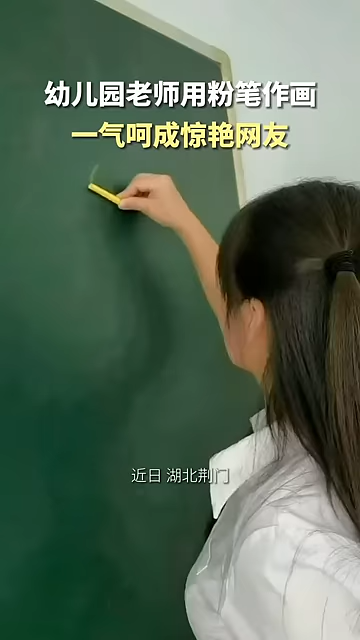 幼儿园老师用粉笔作画
一气呵成惊艳网友
近日 湖北荆门